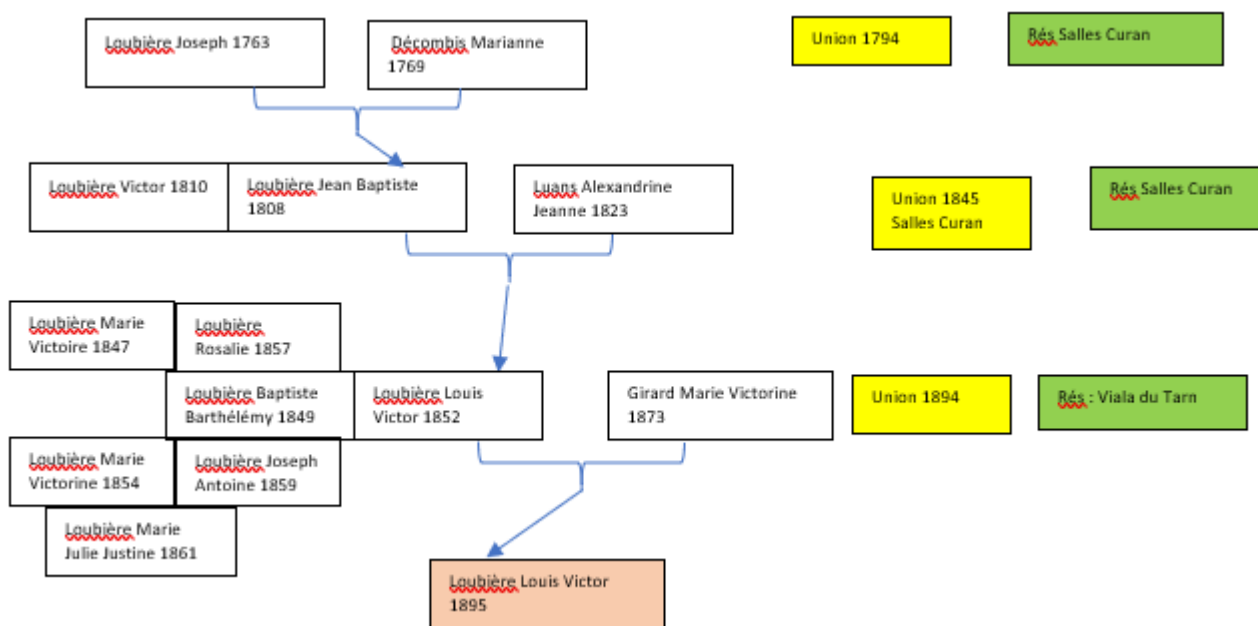 Loubière Joseph 1763
Décombis Marianne
1769
Union 1794
Rés Salles Curan
Loubière Victor 1810
Loubière Jean Baptiste
1808
Luans Alexandrine
Jeanne 1823
Union 1845
Salles Curan
Rés Salles Curan
Loubière Marie
Victoire 1847
Loubière
Rosalie 1857
Loubière Baptiste
Barthélémy 1849
Loubière Louis
Victor 1852
Girard Marie Victorine
1873
Union 1894
Rés : Viala du Tarn
Loubière Marie
Victorine 1854
Loubière Joseph
Antoine 1859
Loubière Marie
Julie Justine 1861
Loubière Louis Victor
1895